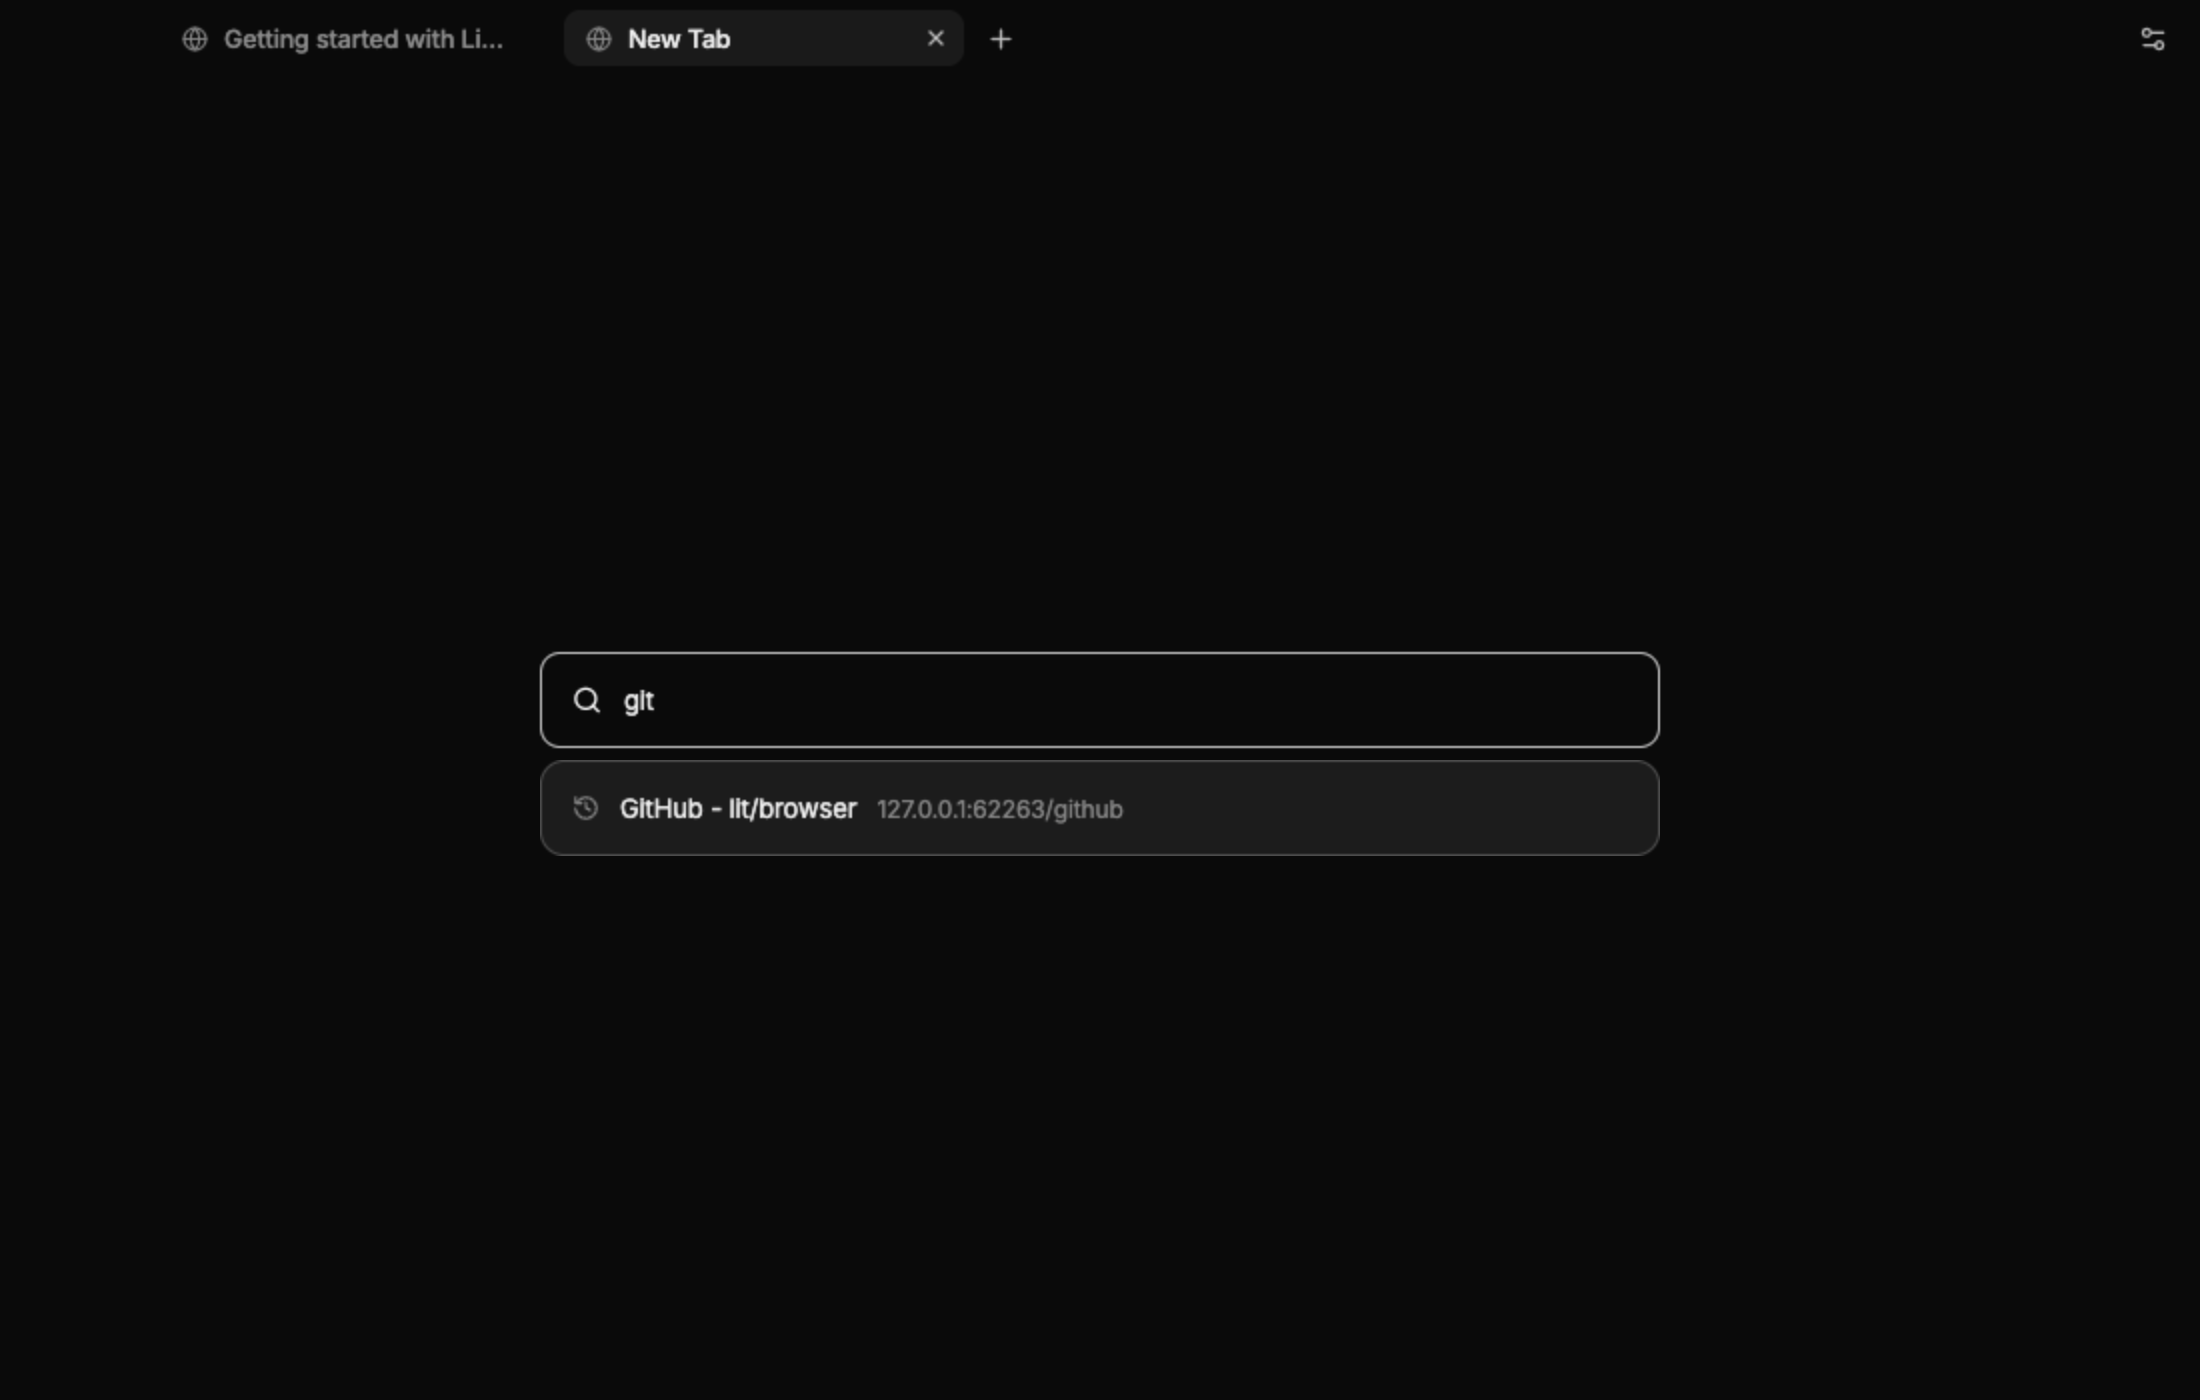 Getting started with Li...
New Tab
git
GitHub - lit/browser 127.0.0.1:62263/github